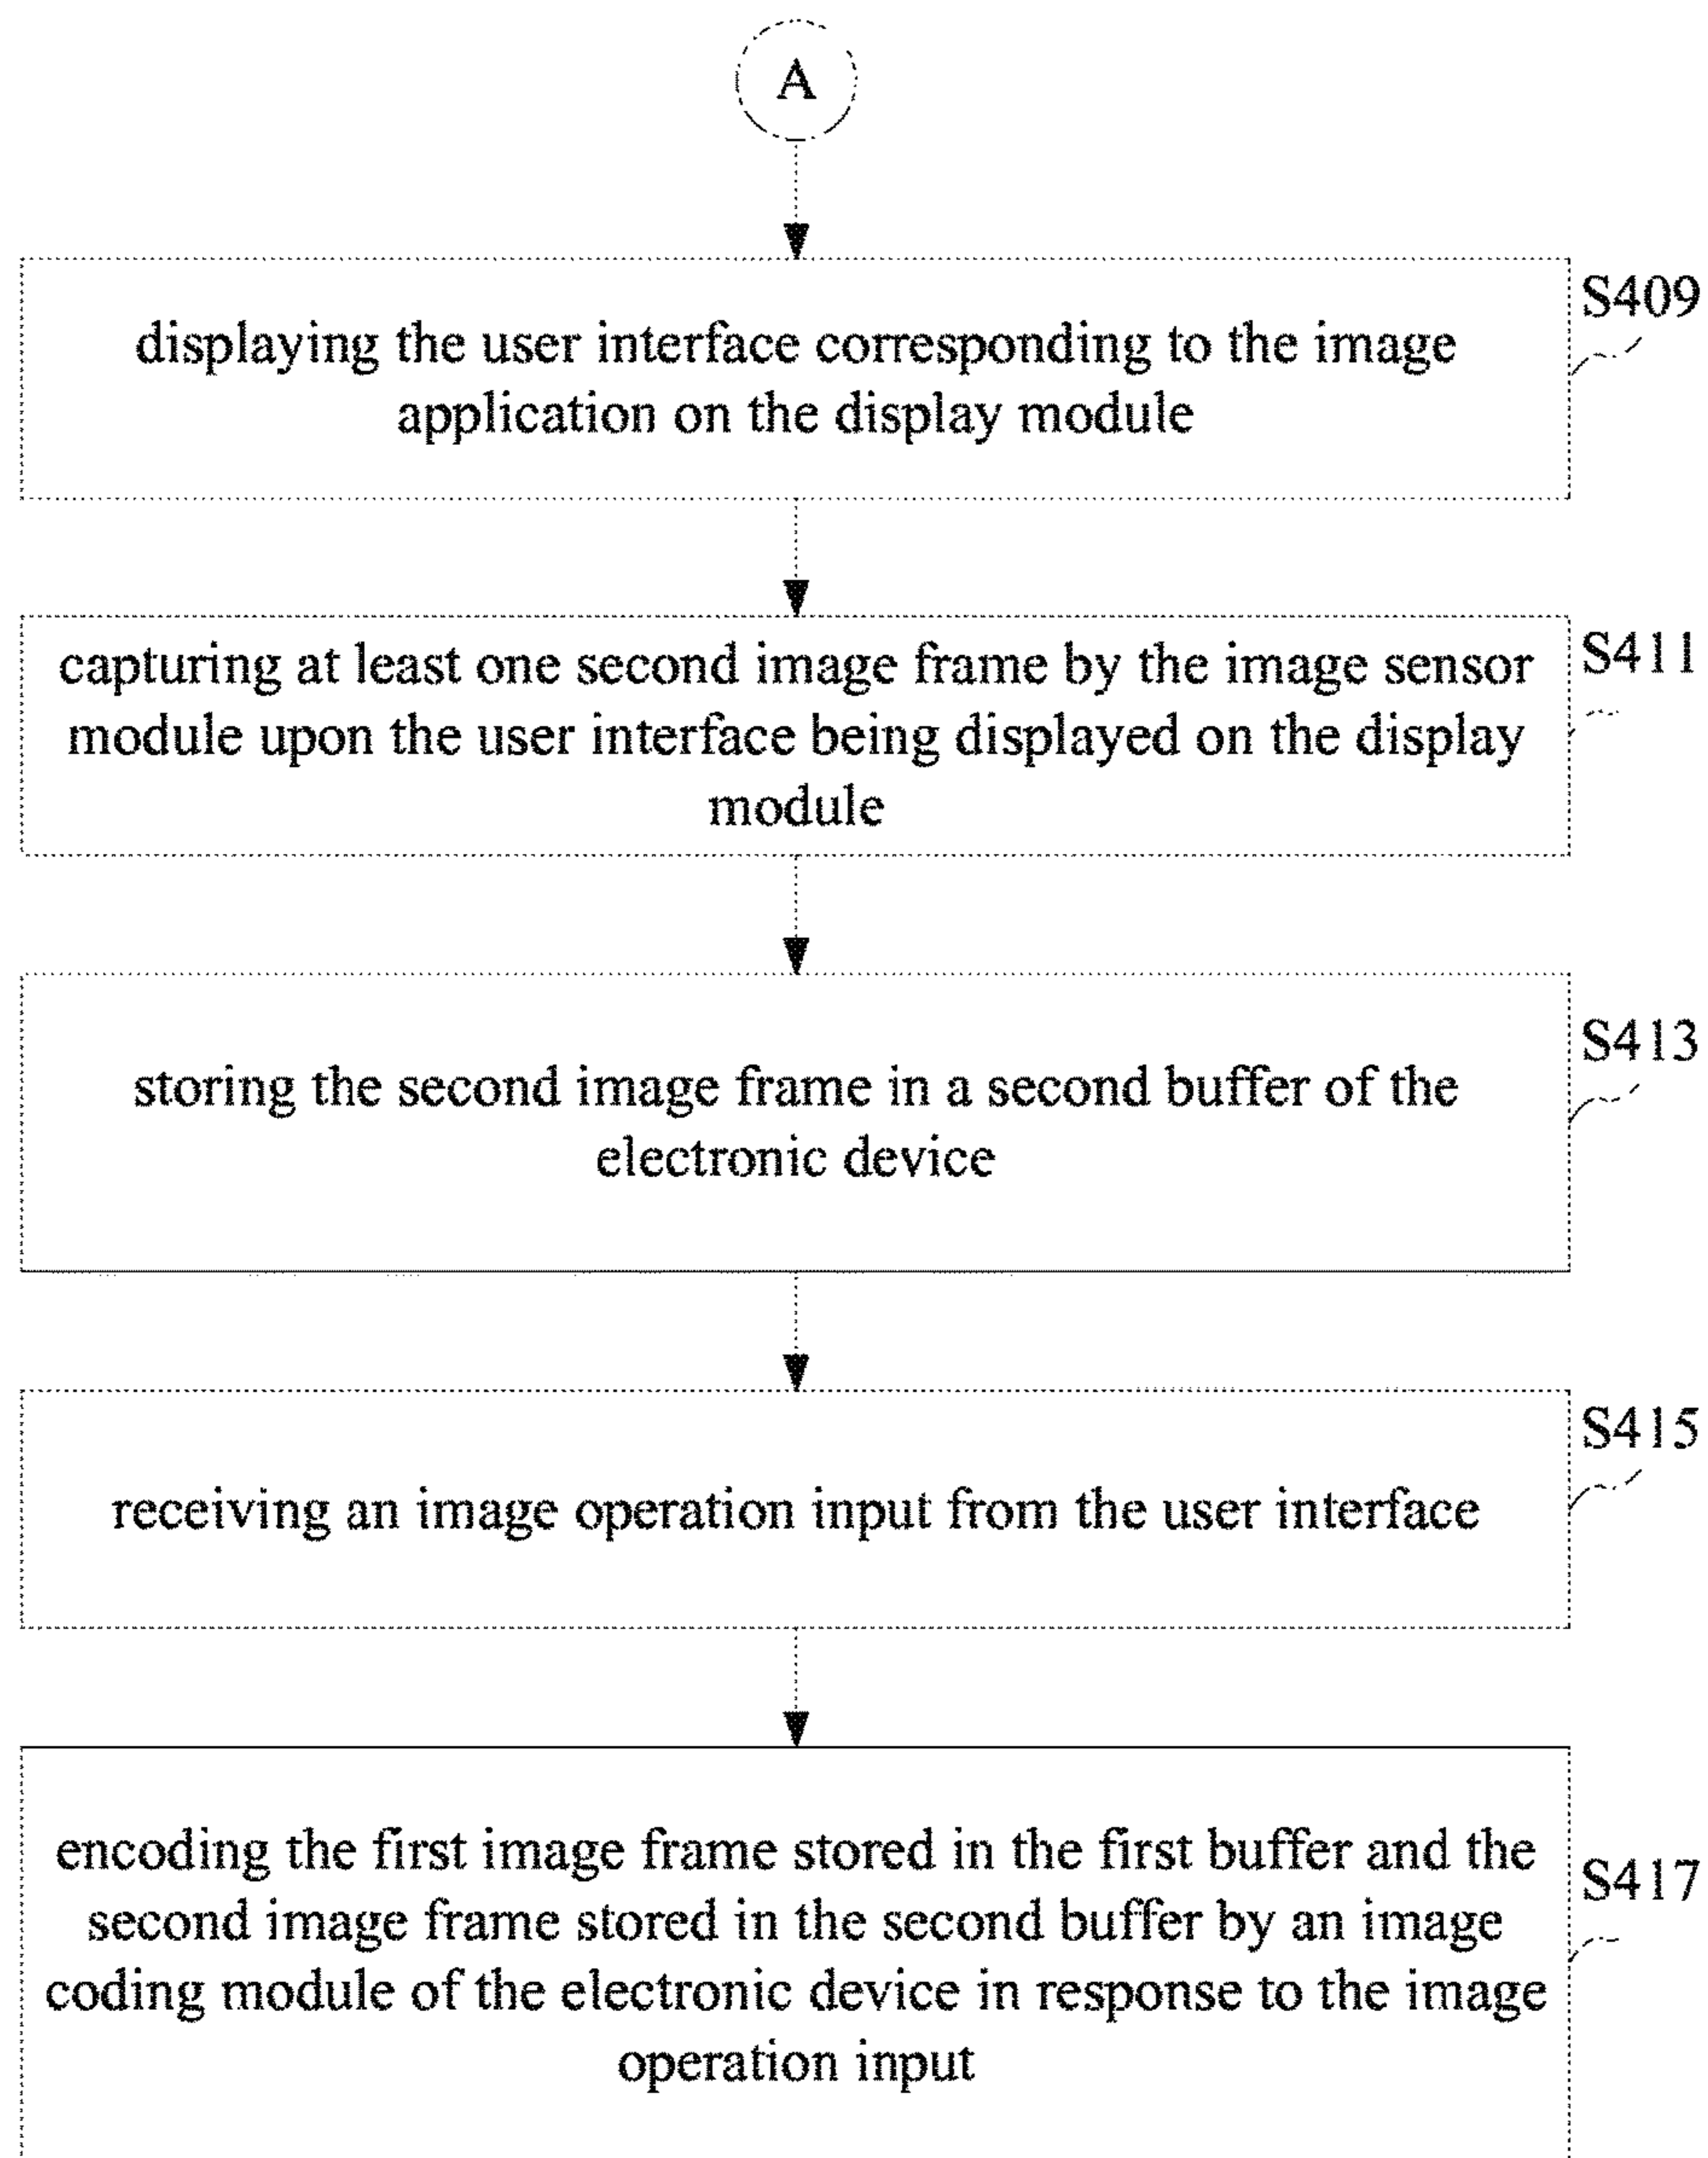 A
S409
displaying the user interface corresponding to the image
application on the display module
S411
capturing at least one second image frame by the image sensor
module upon the user interface being displayed on the display
module
S413
storing the second image frame in a second buffer of the
electronic device
S415
receiving an image operation input from the user interface
S417
encoding the first image frame stored in the first buffer and the
second image frame stored in the second buffer by an image
coding module of the electronic device in response to the image
operation input